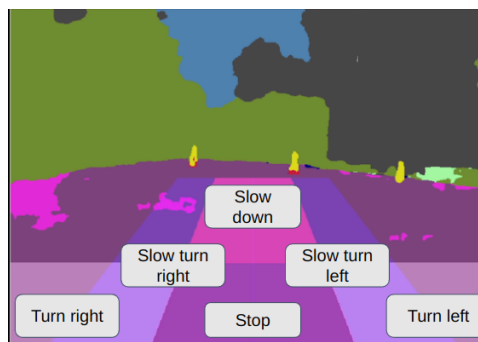 Slow
down
Slow turn
right
Slow turn
left
Turn right
Stop
Turn left